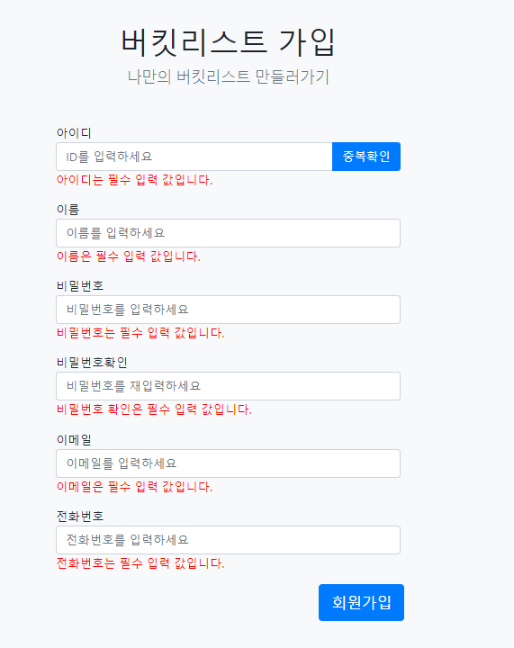 버킷리스트 가입
나만의 버킷리스트 만들러가기
아이디
ID를 입력하세요 중복확인
아이디는 필수 입력 값입니다.
이름
이름를 입력하세요
이름은 필수 입력 값입니다.
비밀번호
비밀번호를 입력하세요
비밀번호는 필수 입력 값입니다.
비밀번호확인
비밀번호를 재입력하세요
비밀번호 확인은 필수 입력 값입니다.
이메일
이메일를 입력하세요
이메일은 필수 입력 값입니다.
전화번호
전화번호를 입력하세요
전화번호는 필수 입력 값입니다.
회원가입